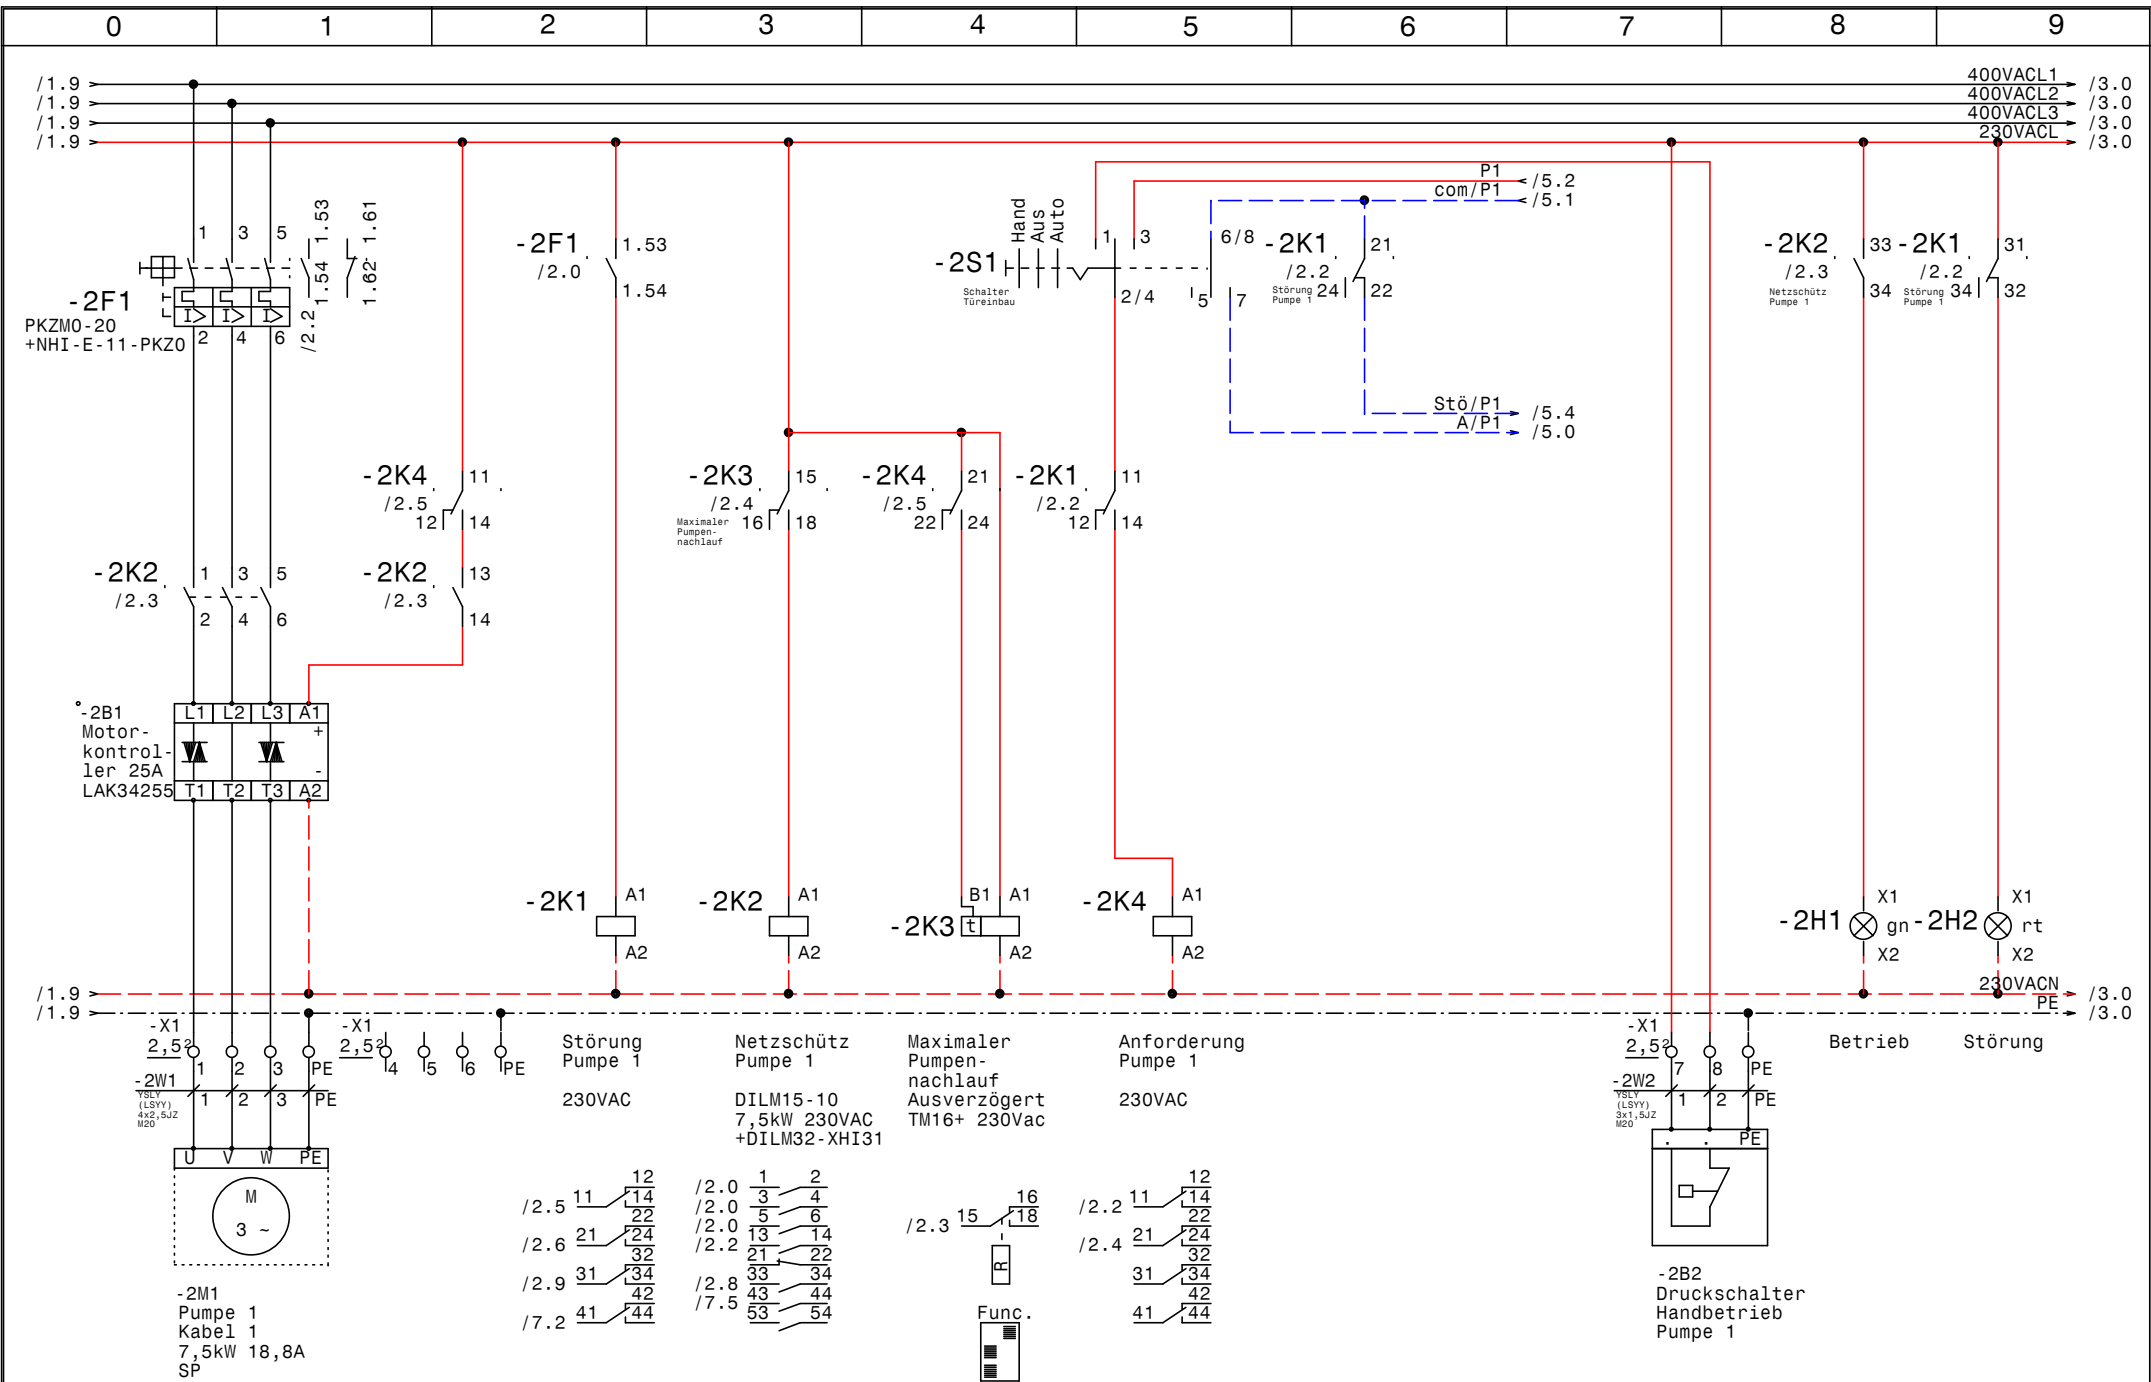 0 1 2 3 4 5 6 7 8 9
/1.9 400VACL1 /3.0
/1.9 400VACL2 /3.0
/1.9 400VACL3 /3.0
/1.9 230VACL /3.0
P1 /5.2
com/P1 /5.1
1 3 5 1.53 1.61
1.54 1.62
-2F1
PKZM0-20
+NHI-E-11-PKZ0
2 4 6 /2.2
-2F1 1.53
/2.0
1.54
Hand
Aus
Auto
-2S1
Schalter
Türeinbau
1 3 6/8
2/4 5 7
-2K1 21
/2.2
Störung
Pumpe 1
24 22
-2K2 33
/2.3
Netzschütz
Pumpe 1
34
-2K1 31
/2.2
Störung
Pumpe 1
34 32
Stö/P1 /5.4
A/P1 /5.0
-2K4 11
/2.5
12 14
-2K3 15
/2.4
Maximaler
Pumpen-
nachlauf
16 18
-2K4 21
/2.5
22 24
-2K1 11
/2.2
12 14
-2K2 1 3 5
/2.3
2 4 6
-2K2 13
/2.3
14
-2B1
Motor-
kontrol-
ler 25A
LAK34255
L1 L2 L3 A1
+
-
T1 T2 T3 A2
-2K1 A1
A2
-2K2 A1
A2
-2K3 B1 A1
t
A2
-2K4 A1
A2
-2H1 X1
gn
X2
-2H2 X1
rt
X2
/1.9 230VACN /3.0
/1.9 PE /3.0
-X1
2,5²
1 2 3 PE
-X1
2,5²
4 5 6 PE
-2W1
YSLY
(LSYY)
4x2,5JZ
M20
1 2 3 PE
U V W PE
M
3 ~
-2M1
Pumpe 1
Kabel 1
7,5kW 18,8A
SP
Störung
Pumpe 1
230VAC
Netzschütz
Pumpe 1
DILM15-10
7,5kW 230VAC
+DILM32-XHI31
Maximaler
Pumpen-
nachlauf
Ausverzögert
TM16+ 230Vac
Anforderung
Pumpe 1
230VAC
-X1
2,5²
7 8 PE
-2W2
YSLY
(LSYY)
3x1,5JZ
M20
1 2 PE
. . PE
-2B2
Druckschalter
Handbetrieb
Pumpe 1
Betrieb
Störung
12
/2.5 11 14
22
/2.6 21 24
32
/2.9 31 34
42
/7.2 41 44
/2.0 1 2
/2.0 3 4
/2.0 5 6
/2.2 13 14
21 22
/2.8 33 34
/7.5 43 44
53 54
16
/2.3 15 18
R
Func.
12
/2.2 11 14
22
/2.4 21 24
32
31 34
42
41 44